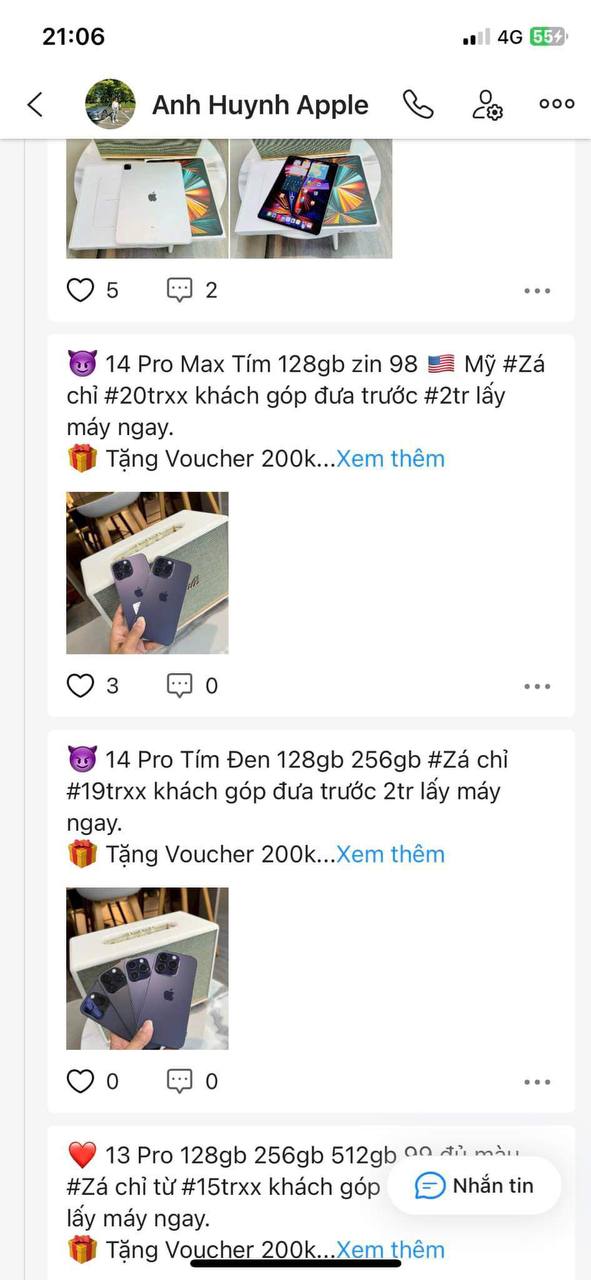 21:06
4G 55
Anh Huynh Apple
5 2
😈 14 Pro Max Tím 128gb zin 98 🇺🇸 Mỹ #Zá
chỉ #20trxx khách góp đưa trước #2tr lấy
máy ngay.
🎁 Tặng Voucher 200k...Xem thêm
3 0
😈 14 Pro Tím Đen 128gb 256gb #Zá chỉ
#19trxx khách góp đưa trước 2tr lấy máy
ngay.
🎁 Tặng Voucher 200k...Xem thêm
0 0
❤️ 13 Pro 128gb 256gb 512gb 99 đủ màu
#Zá chỉ từ #15trxx khách góp
Nhắn tin
lấy máy ngay.
🎁 Tặng Voucher 200k...Xem thêm